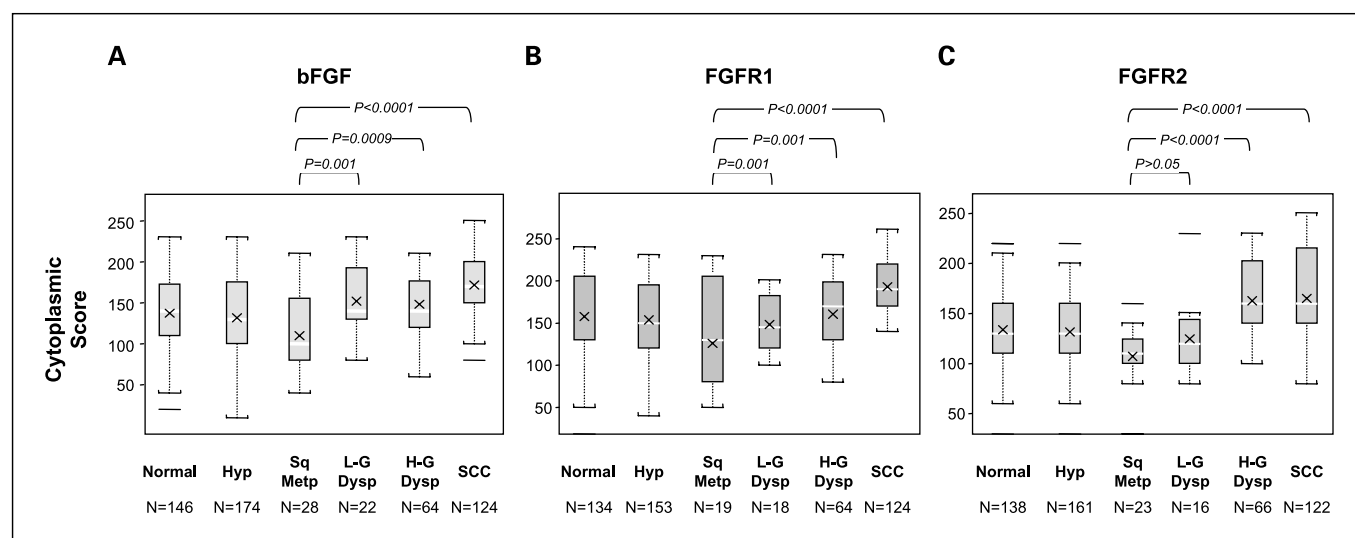 A
bFGF
P<0.0001
P=0.0009
P=0.001
B
FGFR1
P<0.0001
P=0.001
P=0.001
C
FGFR2
P<0.0001
P<0.0001
P>0.05
Cytoplasmic
Score
250
200
150
100
50
250
200
150
100
50
250
200
150
100
50
Normal Hyp Sq Metp L-G Dysp H-G Dysp SCC
N=146 N=174 N=28 N=22 N=64 N=124
Normal Hyp Sq Metp L-G Dysp H-G Dysp SCC
N=134 N=153 N=19 N=18 N=64 N=124
Normal Hyp Sq Metp L-G Dysp H-G Dysp SCC
N=138 N=161 N=23 N=16 N=66 N=122